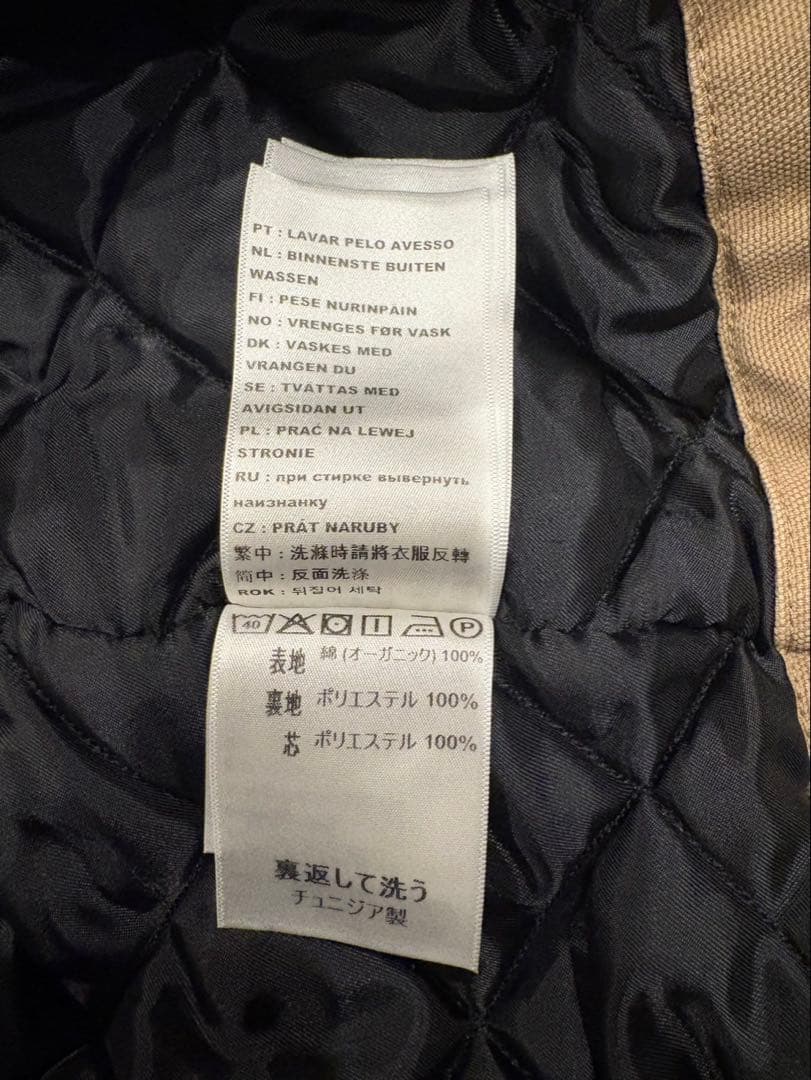 PT : LAVAR PELO AVESSO
NL : BINNENSTE BUITEN
WASSEN
FI : PESE NURINPÄIN
NO : VRENGES FØR VASK
DK : VASKES MED
VRANGEN DU
SE : TVÄTTAS MED
AVIGSIDAN UT
PL : PRAĆ NA LEWEJ
STRONIE
RU : при стирке вывернуть
наизнанку
CZ : PRÁT NARUBY
繁中 : 洗滌時請將衣服反轉
简中 : 反面洗涤
ROK : 뒤집어 세탁
40 P
表地 綿 (オーガニック) 100%
裏地 ポリエステル 100%
芯 ポリエステル 100%
裏返して洗う
チュニジア製